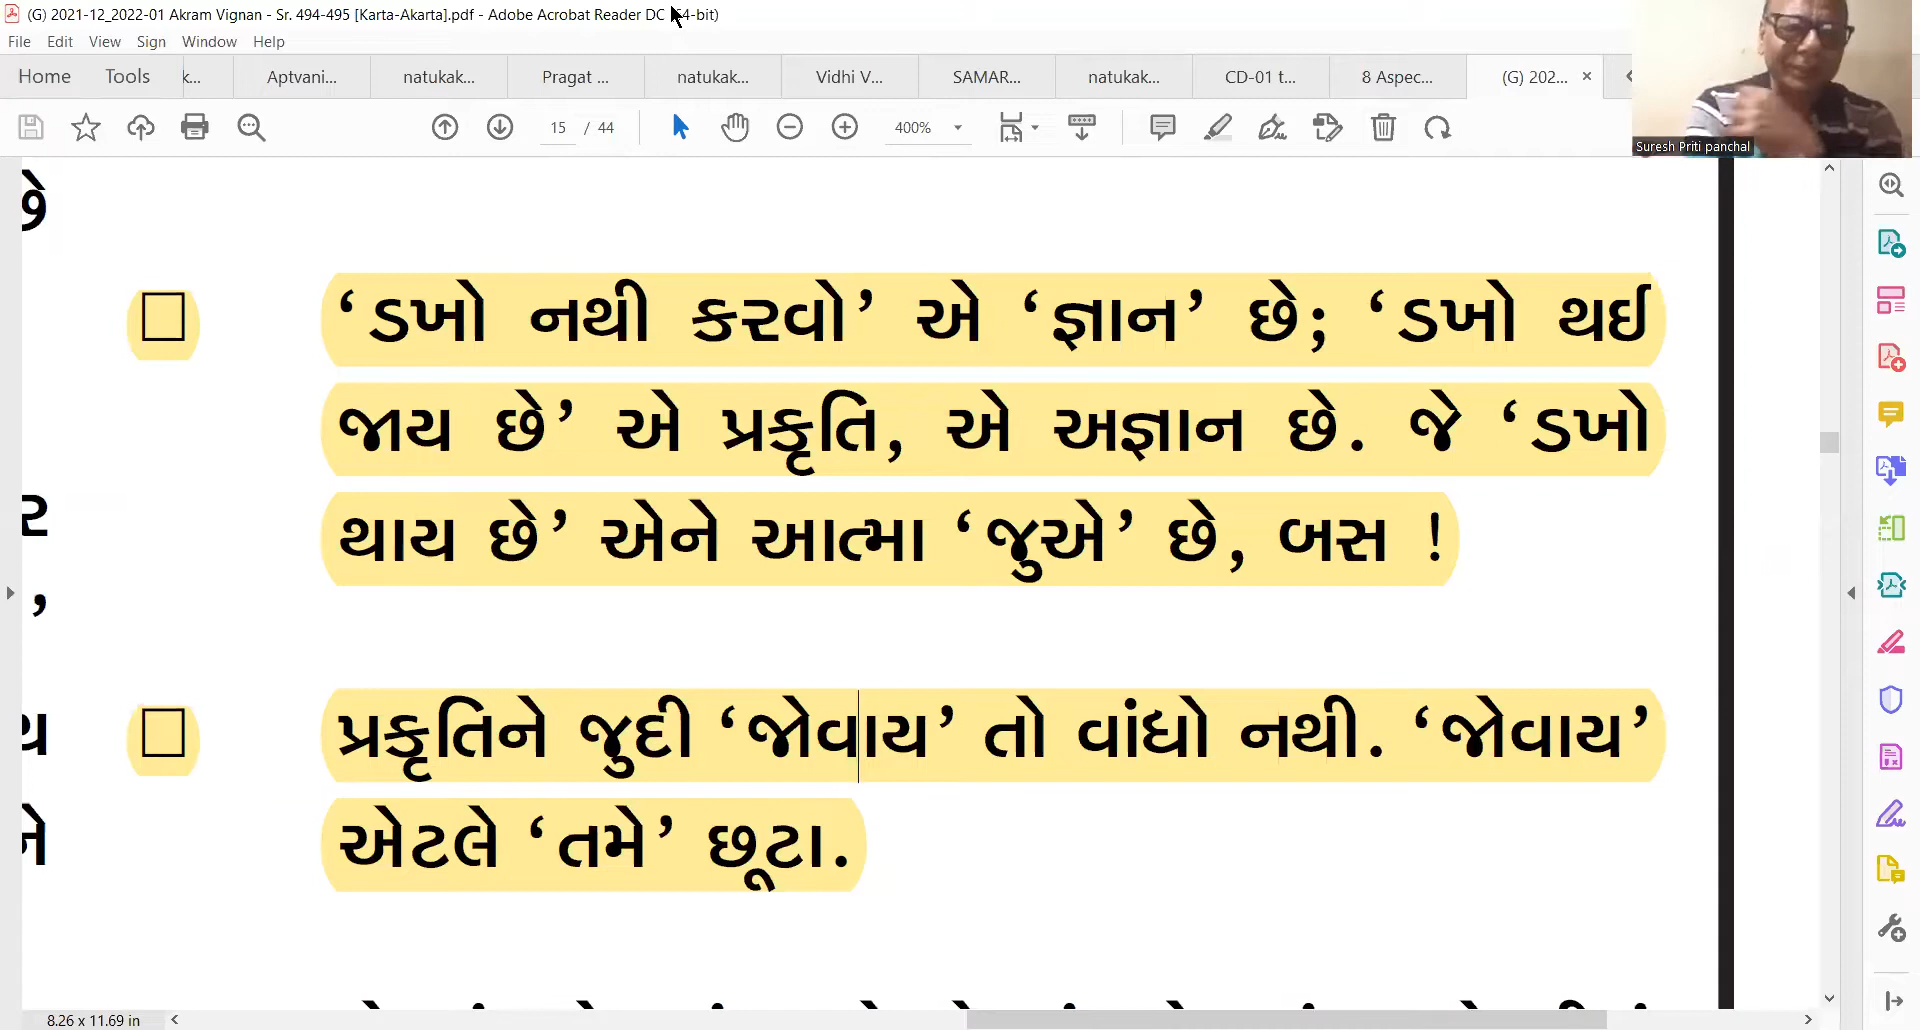 (G) 2021-12_2022-01 Akram Vignan - Sr. 494-495 [Karta-Akarta].pdf - Adobe Acrobat Reader DC 4-bit)
File Edit View Sign Window Help
Home Tools k... Aptvani... natukak... Pragat ... natukak... Vidhi V... SAMAR... natukak... CD-01 t... 8 Aspec... (G) 202...
15 / 44 400%
Suresh Priti panchal
છે
‘ડખો નથી કરવો’ એ ‘જ્ઞાન’ છે; ‘ડખો થઈ
જાય છે’ એ પ્રકૃતિ, એ અજ્ઞાન છે. જે ‘ડખો
થાય છે’ એને આત્મા ‘જુએ’ છે, બસ !
પ્રકૃતિને જુદી ‘જોવાય’ તો વાંધો નથી. ‘જોવાય’
એટલે ‘તમે’ છૂટા.
8.26 x 11.69 in